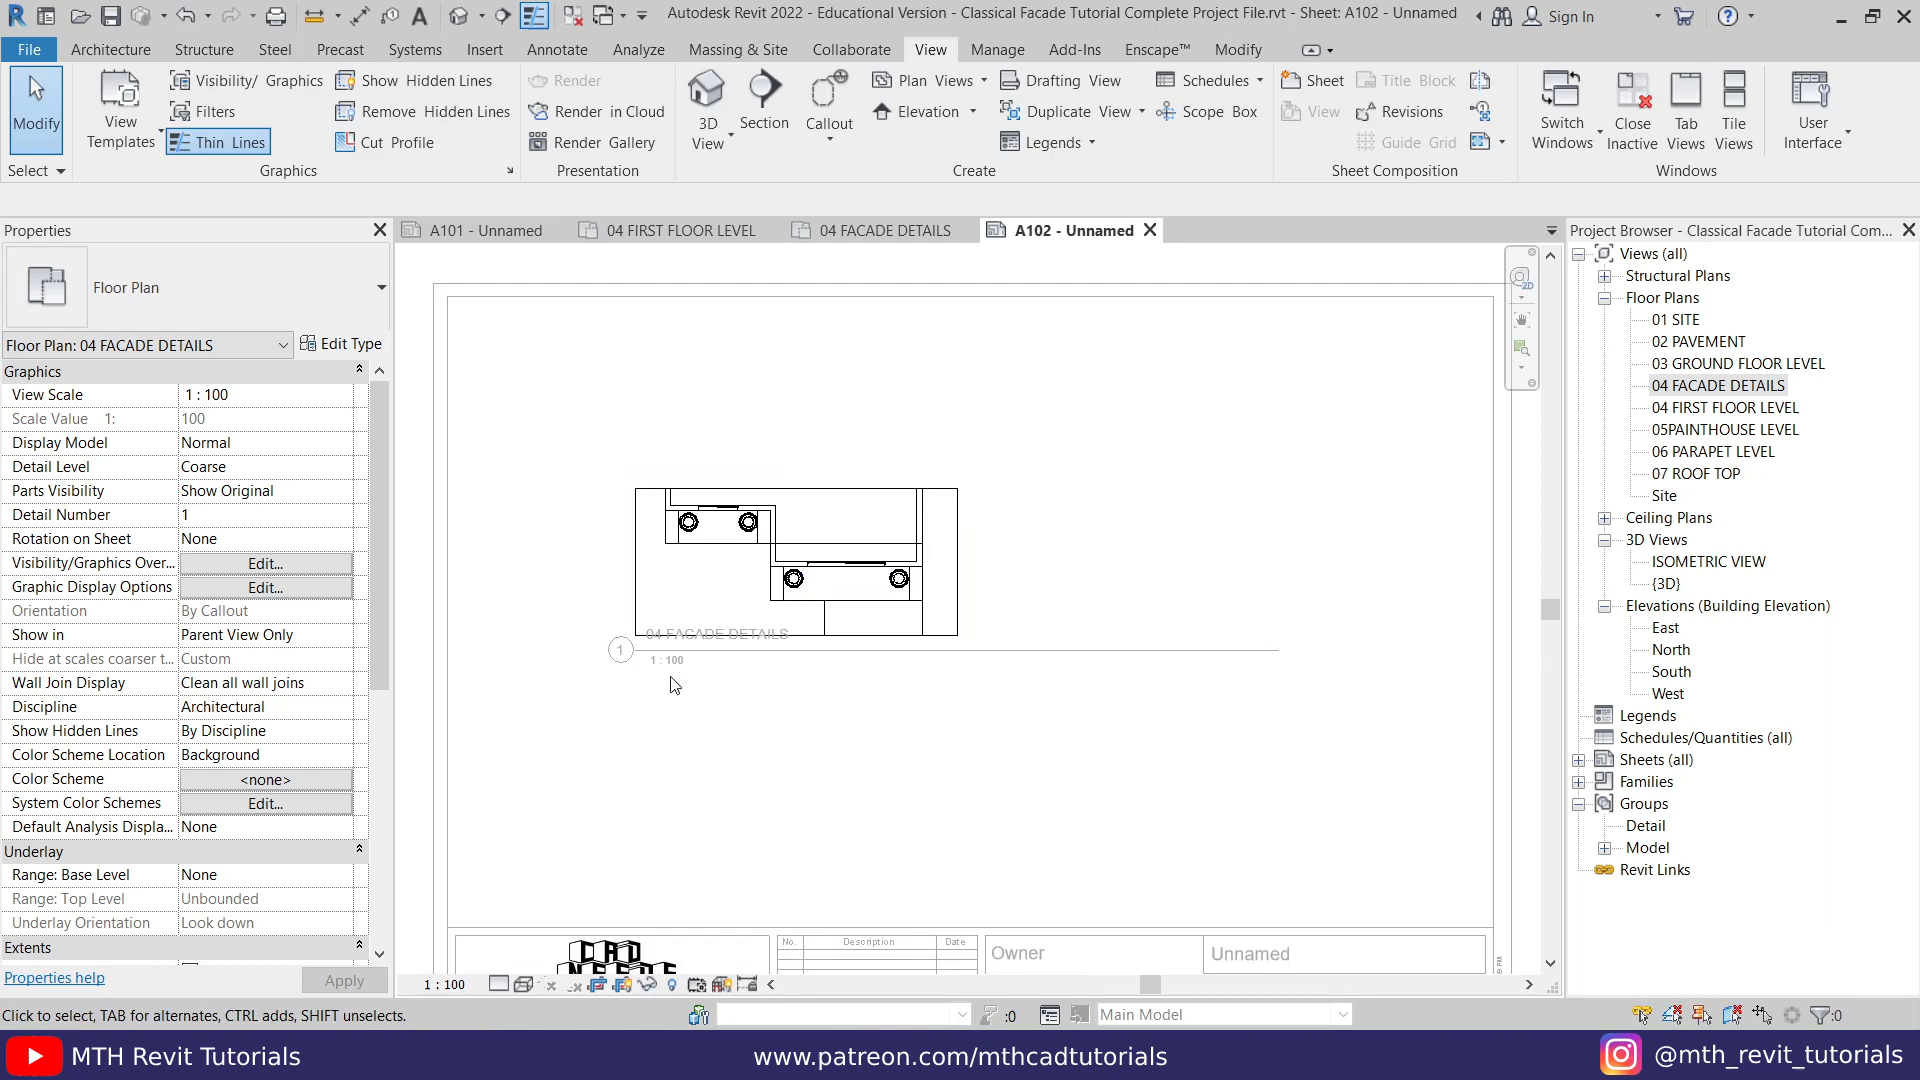 Autodesk Revit 2022 - Educational Version - Classical Facade Tutorial Complete Project File.rvt - Sheet: A102 - Unnamed
Sign In
File Architecture Structure Steel Precast Systems Insert Annotate Analyze Massing & Site Collaborate View Manage Add-Ins Enscape™ Modify
Modify
View Templates
Visibility/ Graphics
Filters
Thin Lines
Show Hidden Lines
Remove Hidden Lines
Cut Profile
Render
Render in Cloud
Render Gallery
3D View
Section
Callout
Plan Views
Elevation
Drafting View
Duplicate View
Legends
Schedules
Scope Box
Sheet
View
Title Block
Revisions
Guide Grid
Switch Windows
Close Inactive
Tab Views
Tile Views
User Interface
Select Graphics Presentation Create Sheet Composition Windows
Properties
A101 - Unnamed
04 FIRST FLOOR LEVEL
04 FACADE DETAILS
A102 - Unnamed
Project Browser - Classical Facade Tutorial Com...
Floor Plan
Floor Plan: 04 FACADE DETAILS
Edit Type
Graphics
View Scale 1 : 100
Scale Value 1: 100
Display Model Normal
Detail Level Coarse
Parts Visibility Show Original
Detail Number 1
Rotation on Sheet None
Visibility/Graphics Over... Edit...
Graphic Display Options Edit...
Orientation By Callout
Show in Parent View Only
Hide at scales coarser t... Custom
Wall Join Display Clean all wall joins
Discipline Architectural
Show Hidden Lines By Discipline
Color Scheme Location Background
Color Scheme <none>
System Color Schemes Edit...
Default Analysis Displa... None
Underlay
Range: Base Level None
Range: Top Level Unbounded
Underlay Orientation Look down
Extents
Properties help
Apply
2D
04 FACADE DETAILS
1
1 : 100
CAD NEEDE
No. Description Date
Owner
Unnamed
PM
Views (all)
Structural Plans
Floor Plans
01 SITE
02 PAVEMENT
03 GROUND FLOOR LEVEL
04 FACADE DETAILS
04 FIRST FLOOR LEVEL
05PAINTHOUSE LEVEL
06 PARAPET LEVEL
07 ROOF TOP
Site
Ceiling Plans
3D Views
ISOMETRIC VIEW
{3D}
Elevations (Building Elevation)
East
North
South
West
Legends
Schedules/Quantities (all)
Sheets (all)
Families
Groups
Detail
Model
Revit Links
1 : 100
Click to select, TAB for alternates, CTRL adds, SHIFT unselects.
:0
Main Model
:0
MTH Revit Tutorials
www.patreon.com/mthcadtutorials
@mth_revit_tutorials